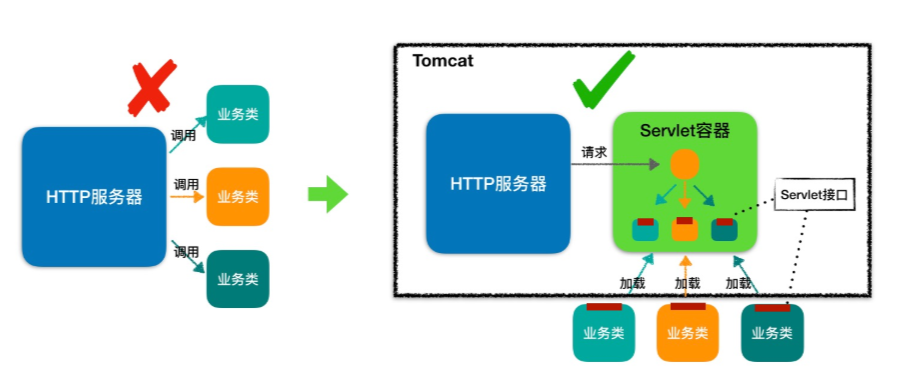 调用
业务类
HTTP服务器
调用
业务类
调用
业务类
Tomcat
HTTP服务器
请求
Servlet容器
Servlet接口
加载
加载
加载
业务类
业务类
业务类